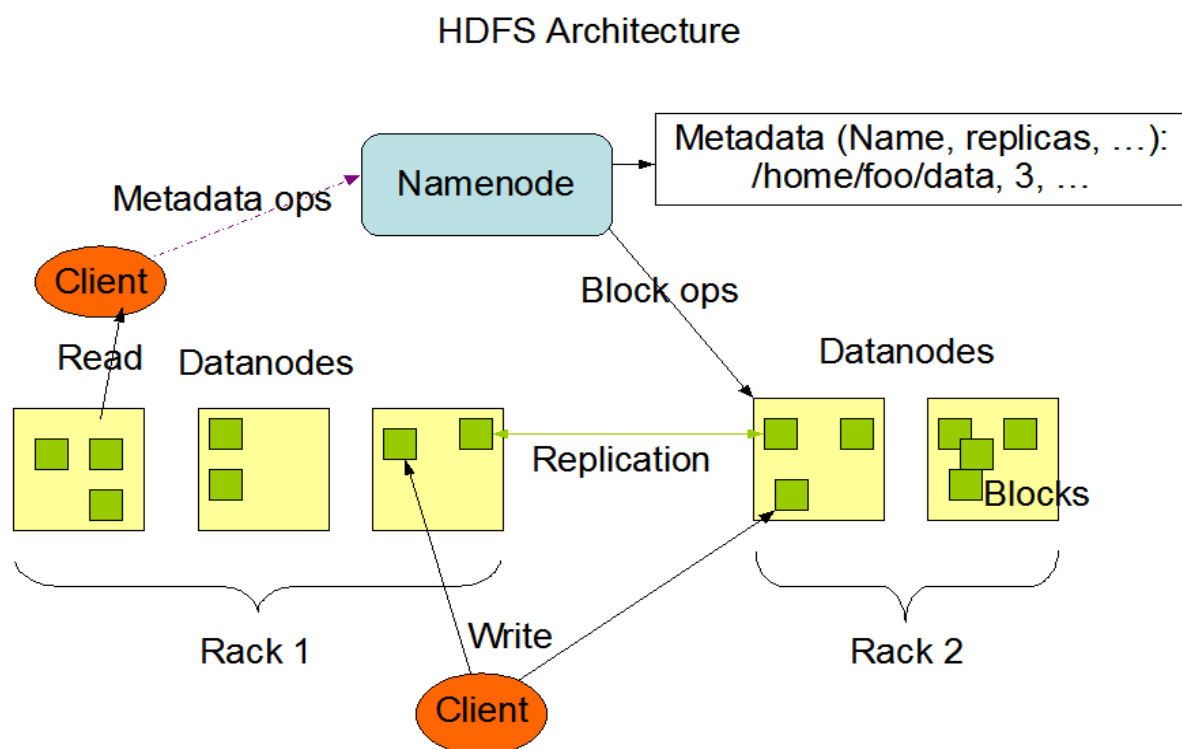 HDFS Architecture
Metadata (Name, replicas, …):
/home/foo/data, 3, …
Namenode
Metadata ops
Client
Block ops
Read
Datanodes
Datanodes
Replication
Blocks
Rack 1
Write
Rack 2
Client